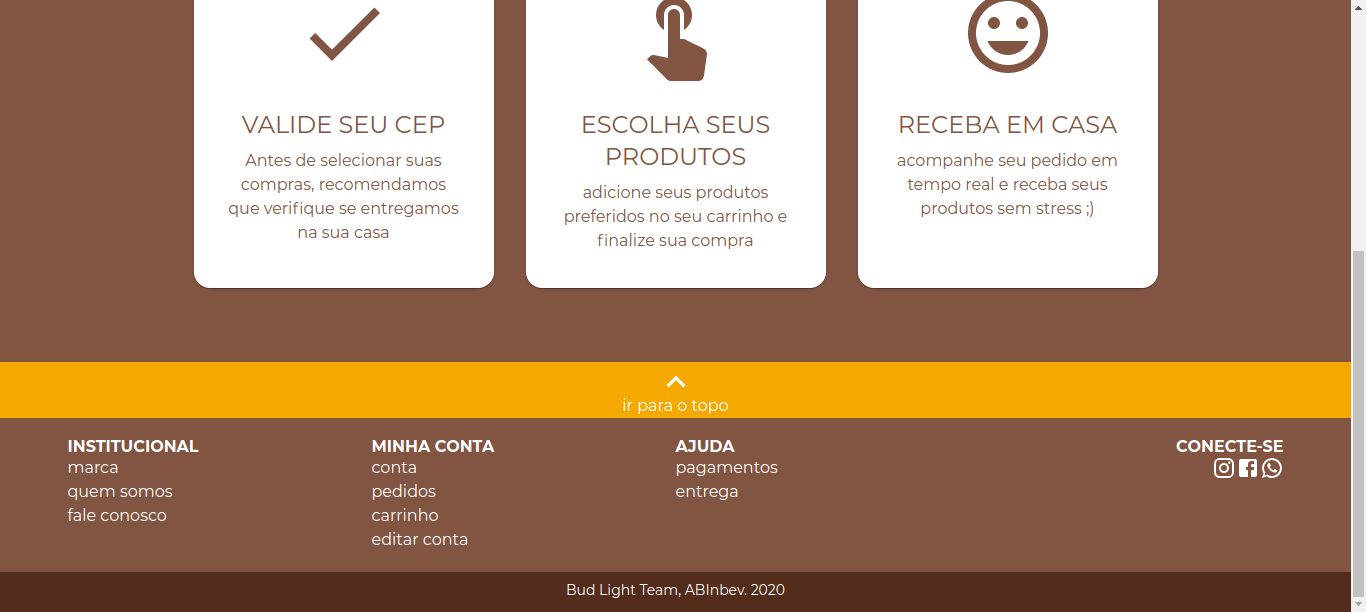 VALIDE SEU CEP
Antes de selecionar suas
compras, recomendamos
que verifique se entregamos
na sua casa
ESCOLHA SEUS
PRODUTOS
adicione seus produtos
preferidos no seu carrinho e
finalize sua compra
RECEBA EM CASA
acompanhe seu pedido em
tempo real e receba seus
produtos sem stress ;)
ir para o topo
INSTITUCIONAL
marca
quem somos
fale conosco
MINHA CONTA
conta
pedidos
carrinho
editar conta
AJUDA
pagamentos
entrega
CONECTE-SE
Bud Light Team, ABInbev. 2020